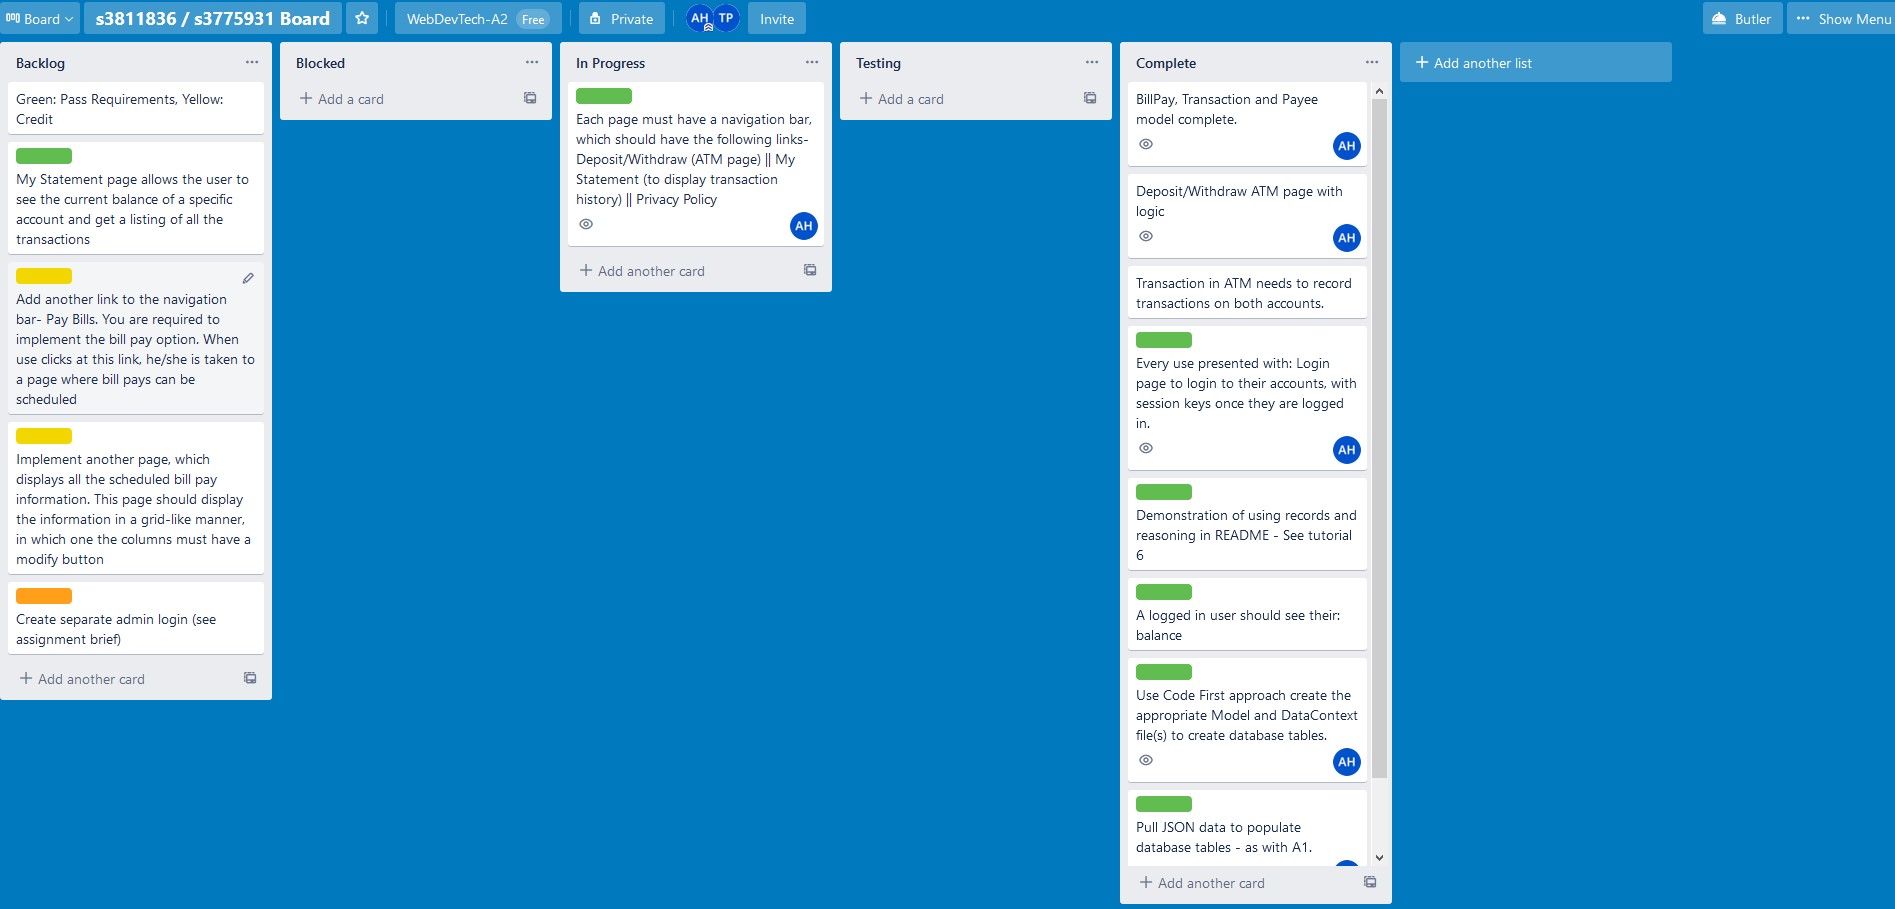 Board
s3811836 / s3775931 Board
WebDevTech-A2 Free
Private
AH TP
Invite
Butler
Show Menu
Backlog
Green: Pass Requirements, Yellow:
Credit
My Statement page allows the user to
see the current balance of a specific
account and get a listing of all the
transactions
Add another link to the navigation
bar- Pay Bills. You are required to
implement the bill pay option. When
use clicks at this link, he/she is taken to
a page where bill pays can be
scheduled
Implement another page, which
displays all the scheduled bill pay
information. This page should display
the information in a grid-like manner,
in which one the columns must have a
modify button
Create separate admin login (see
assignment brief)
+ Add another card
Blocked
+ Add a card
In Progress
Each page must have a navigation bar,
which should have the following links-
Deposit/Withdraw (ATM page) || My
Statement (to display transaction
history) || Privacy Policy
AH
+ Add another card
Testing
+ Add a card
Complete
BillPay, Transaction and Payee
model complete.
AH
Deposit/Withdraw ATM page with
logic
AH
Transaction in ATM needs to record
transactions on both accounts.
Every use presented with: Login
page to login to their accounts, with
session keys once they are logged
in.
AH
Demonstration of using records and
reasoning in README - See tutorial
6
A logged in user should see their:
balance
Use Code First approach create the
appropriate Model and DataContext
file(s) to create database tables.
AH
Pull JSON data to populate
database tables - as with A1.
+ Add another card
+ Add another list